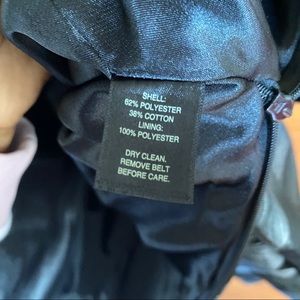 SHELL:
62% POLYESTER
38% COTTON
LINING:
100% POLYESTER
DRY CLEAN.
REMOVE BELT
BEFORE CARE.